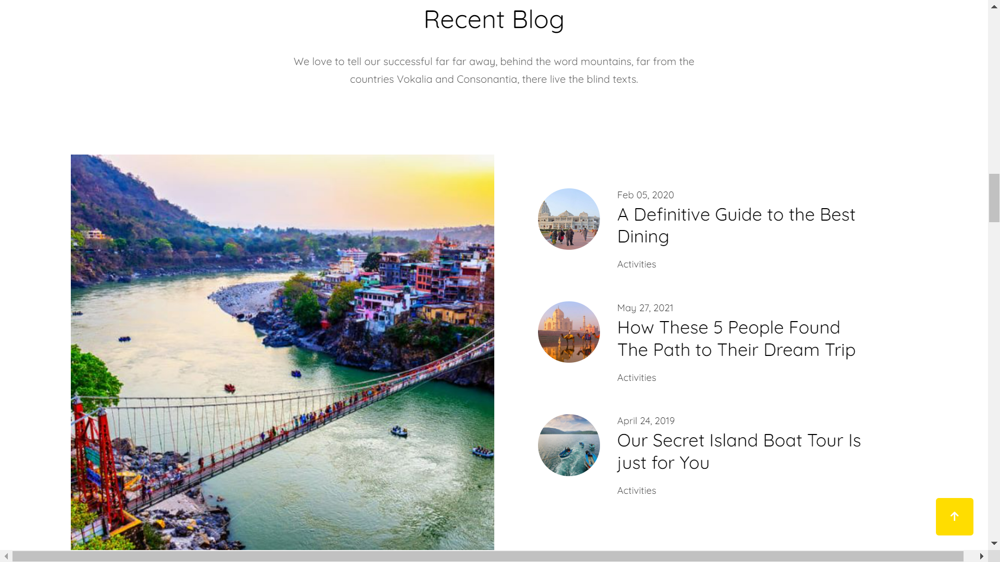 Recent Blog
We love to tell our successful far far away, behind the word mountains, far from the
countries Vokalia and Consonantia, there live the blind texts.
Feb 05, 2020
A Definitive Guide to the Best
Dining
Activities
May 27, 2021
How These 5 People Found
The Path to Their Dream Trip
Activities
April 24, 2019
Our Secret Island Boat Tour Is
just for You
Activities